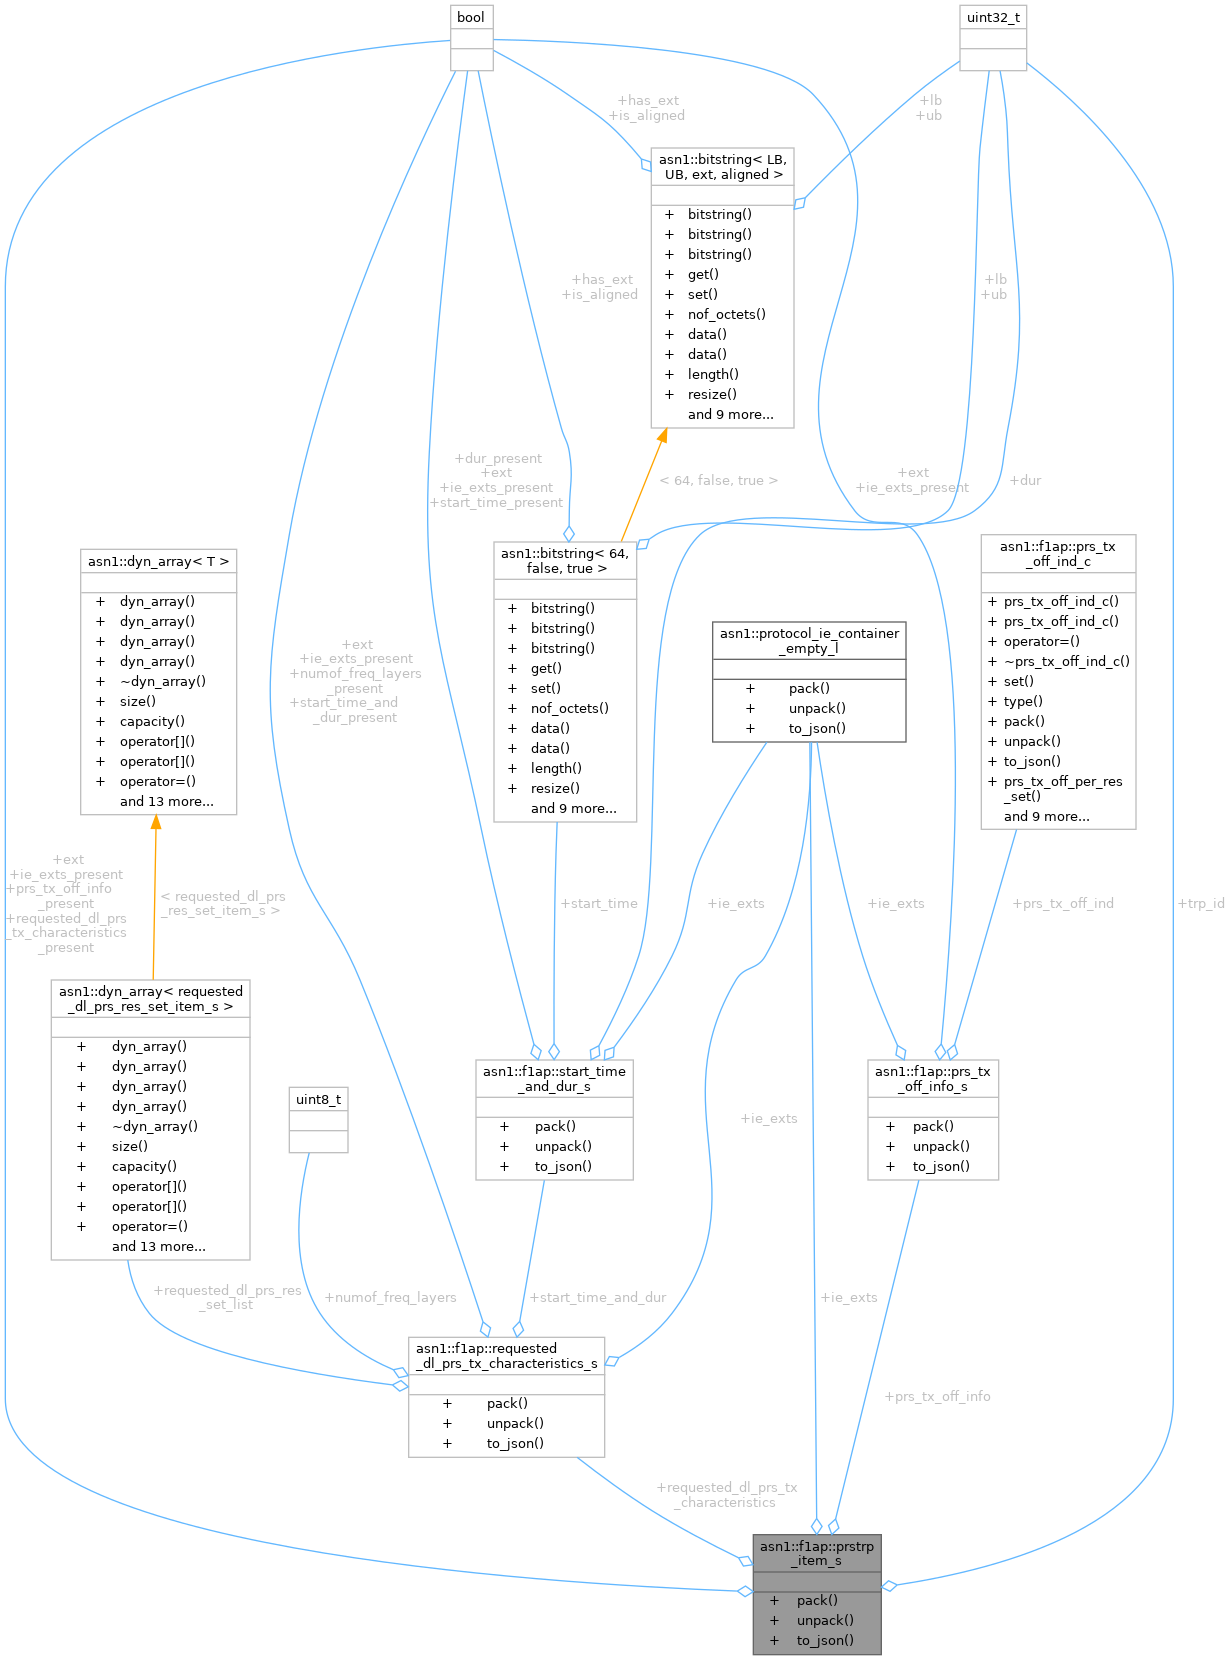 bool
uint32_t
+has_ext
+is_aligned
+lb
+ub
asn1::bitstring< LB,
UB, ext, aligned >
+ bitstring()
+ bitstring()
+ bitstring()
+ get()
+ set()
+ nof_octets()
+ data()
+ data()
+ length()
+ resize()
and 9 more...
+has_ext
+is_aligned
+lb
+ub
+dur_present
+ext
+ie_exts_present
+start_time_present
< 64, false, true >
+ext
+ie_exts_present
+dur
asn1::dyn_array< T >
+ dyn_array()
+ dyn_array()
+ dyn_array()
+ dyn_array()
+ ~dyn_array()
+ size()
+ capacity()
+ operator[]()
+ operator[]()
+ operator=()
and 13 more...
asn1::bitstring< 64,
false, true >
+ bitstring()
+ bitstring()
+ bitstring()
+ get()
+ set()
+ nof_octets()
+ data()
+ data()
+ length()
+ resize()
and 9 more...
asn1::f1ap::prs_tx
_off_ind_c
+ prs_tx_off_ind_c()
+ prs_tx_off_ind_c()
+ operator=()
+ ~prs_tx_off_ind_c()
+ set()
+ type()
+ pack()
+ unpack()
+ to_json()
+ prs_tx_off_per_res
_set()
and 9 more...
asn1::protocol_ie_container
_empty_l
+ pack()
+ unpack()
+ to_json()
+ext
+ie_exts_present
+numof_freq_layers
_present
+start_time_and
_dur_present
+ext
+ie_exts_present
+prs_tx_off_info
_present
+requested_dl_prs
_tx_characteristics
_present
< requested_dl_prs
_res_set_item_s >
+start_time
+ie_exts
+ie_exts
+prs_tx_off_ind
+trp_id
asn1::dyn_array< requested
_dl_prs_res_set_item_s >
+ dyn_array()
+ dyn_array()
+ dyn_array()
+ dyn_array()
+ ~dyn_array()
+ size()
+ capacity()
+ operator[]()
+ operator[]()
+ operator=()
and 13 more...
uint8_t
asn1::f1ap::start_time
_and_dur_s
+ pack()
+ unpack()
+ to_json()
+ie_exts
asn1::f1ap::prs_tx
_off_info_s
+ pack()
+ unpack()
+ to_json()
+requested_dl_prs_res
_set_list
+numof_freq_layers
+start_time_and_dur
+ie_exts
asn1::f1ap::requested
_dl_prs_tx_characteristics_s
+ pack()
+ unpack()
+ to_json()
+prs_tx_off_info
+requested_dl_prs_tx
_characteristics
asn1::f1ap::prstrp
_item_s
+ pack()
+ unpack()
+ to_json()